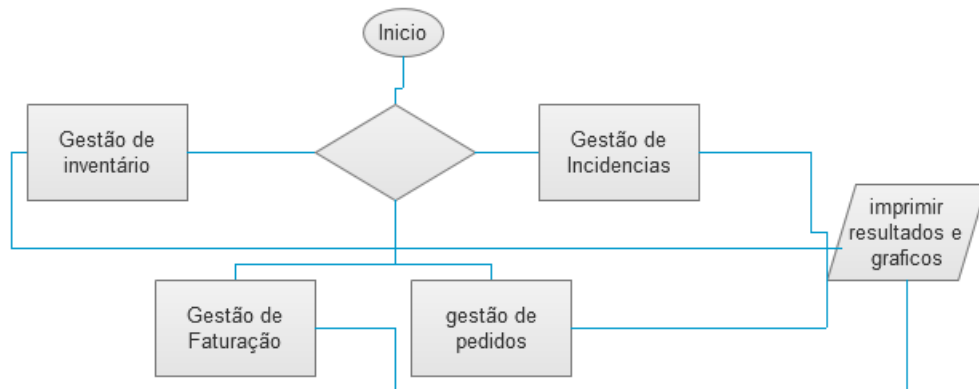 Inicio
Gestão de
inventário
Gestão de
Incidencias
imprimir
resultados e
graficos
Gestão de
Faturação
gestão de
pedidos